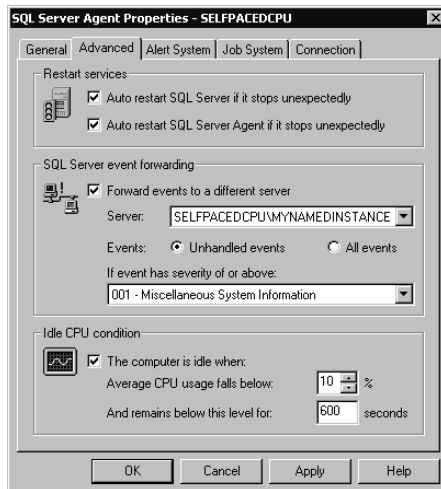 SQL Server Agent Properties - SELFPACEDCPU
General Advanced Alert System Job System Connection
Restart services
Auto restart SQL Server if it stops unexpectedly
Auto restart SQL Server Agent if it stops unexpectedly
SQL Server event forwarding
Forward events to a different server
Server: SELFPACEDCPU\MYNAMEDINSTANCE
Events: Unhandled events All events
If event has severity of or above:
001 - Miscellaneous System Information
Idle CPU condition
The computer is idle when:
Average CPU usage falls below: 10 %
And remains below this level for: 600 seconds
OK Cancel Apply Help